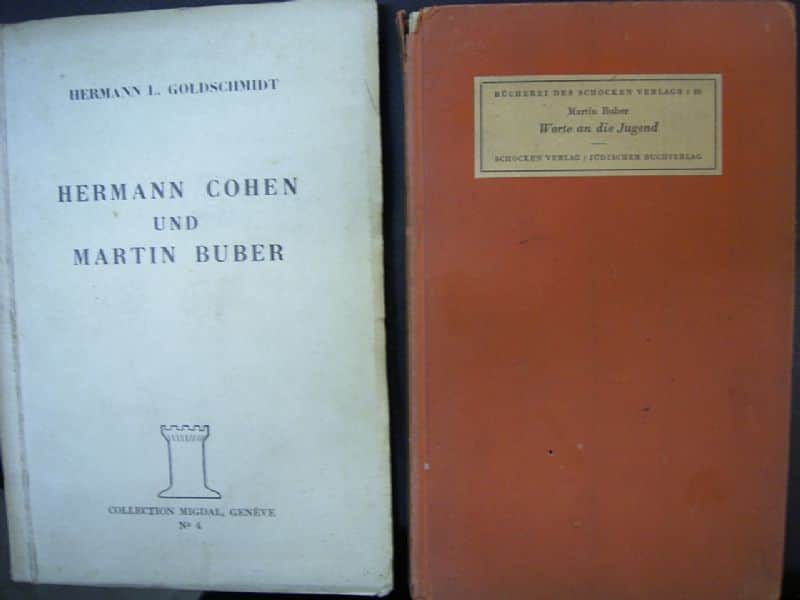 HERMANN L. GOLDSCHMIDT
HERMANN COHEN
UND
MARTIN BUBER
COLLECTION MIGDAL, GENÈVE
Nº 4
BÜCHEREI DES SCHOCKEN VERLAGS /
Martin Buber
Worte an die Jugend
SCHOCKEN VERLAG / JÜDISCHER BUCHVERLAG